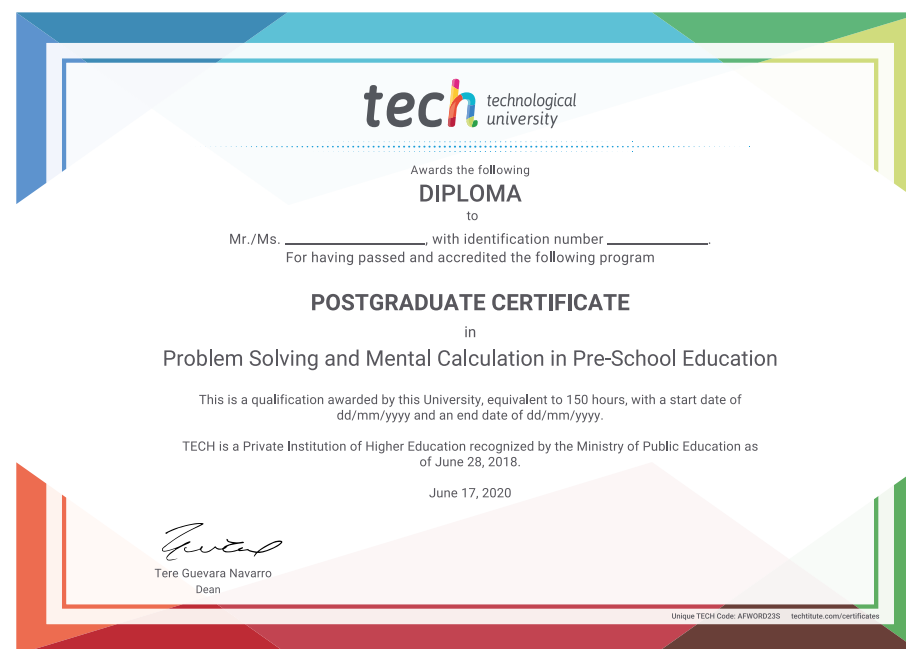 tech technological
university
Awards the following
DIPLOMA
to
Mr./Ms. ____________________, with identification number ______________.
For having passed and accredited the following program
POSTGRADUATE CERTIFICATE
in
Problem Solving and Mental Calculation in Pre-School Education
This is a qualification awarded by this University, equivalent to 150 hours, with a start date of
dd/mm/yyyy and an end date of dd/mm/yyyy.
TECH is a Private Institution of Higher Education recognized by the Ministry of Public Education as
of June 28, 2018.
June 17, 2020
Tere Guevara Navarro
Dean
Unique TECH Code: AFWORD23S techtitute.com/certificates